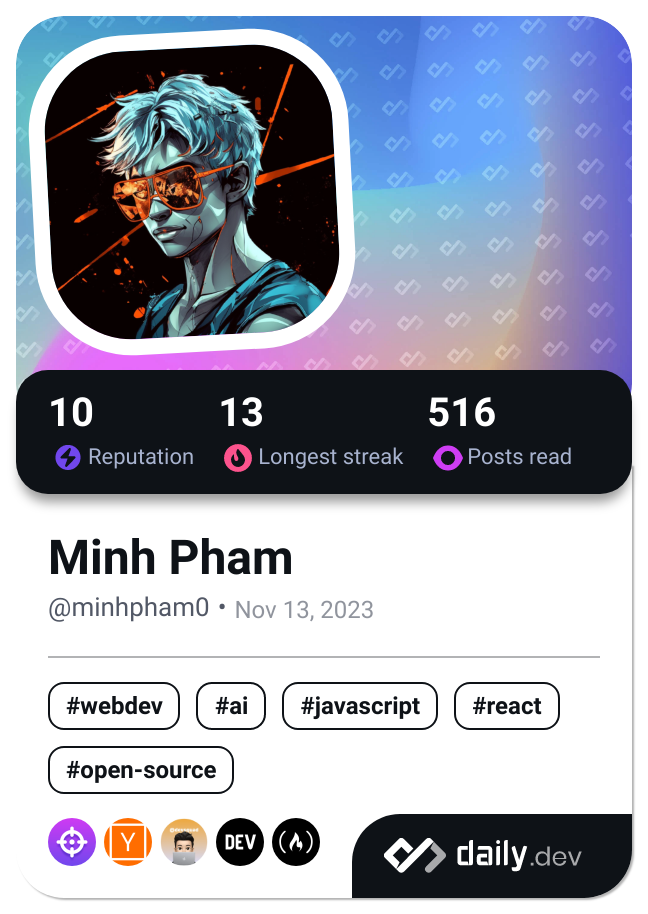 10 13 516
Reputation Longest streak Posts read
Minh Pham
@minhpham0 • Nov 13, 2023
#webdev #ai #javascript #react
#open-source
Y DEV
daily.dev